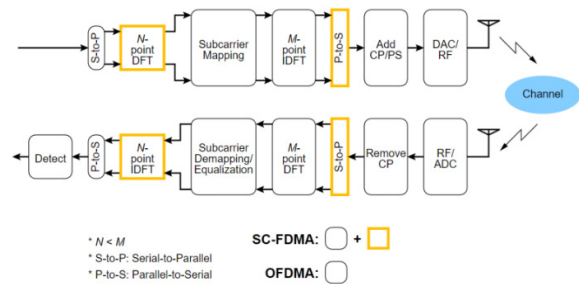 S-to-P
N-
point
DFT
Subcarrier
Mapping
M-
point
IDFT
P-to-S
Add
CP/PS
DAC/
RF
Channel
Detect
P-to-S
N-
point
IDFT
Subcarrier
Demapping/
Equalization
M-
point
DFT
S-to-P
Remove
CP
RF/
ADC
* N < M
* S-to-P: Serial-to-Parallel
* P-to-S: Parallel-to-Serial
SC-FDMA: +
OFDMA: